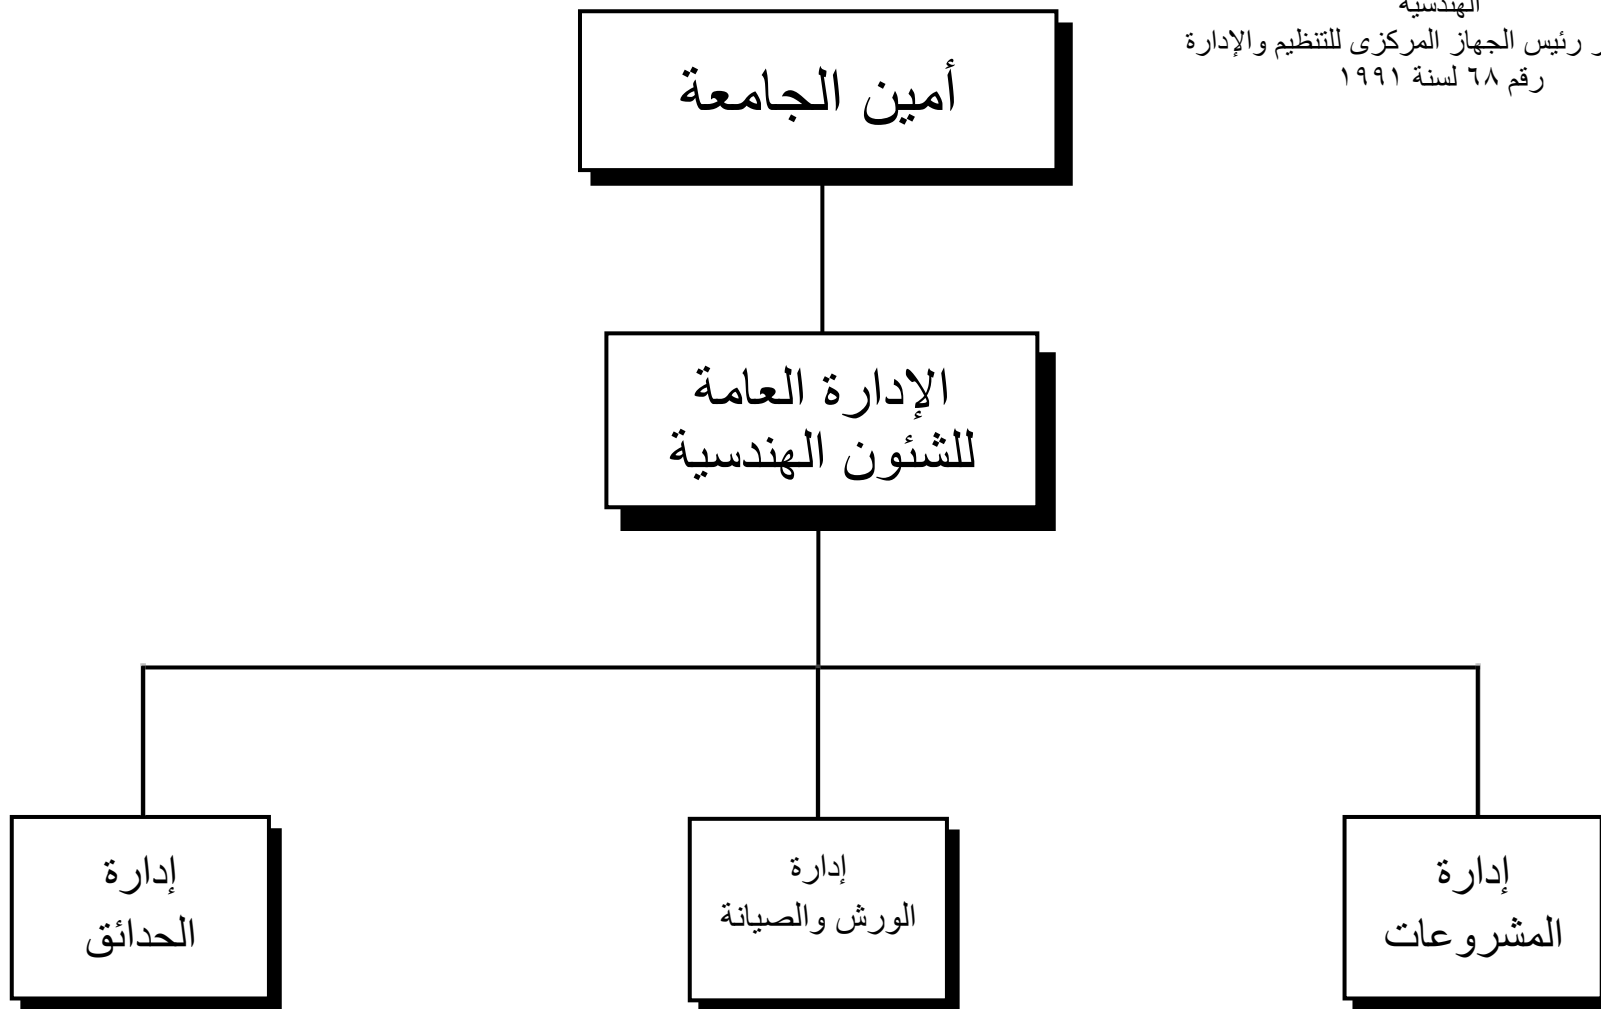 الهندسية
ر رئيس الجهاز المركزى للتنظيم والإدارة
رقم ٦٨ لسنة ١٩٩١
أمين الجامعة
الإدارة العامة
للشئون الهندسية
إدارة
المشروعات
إدارة
الورش والصيانة
إدارة
الحدائق